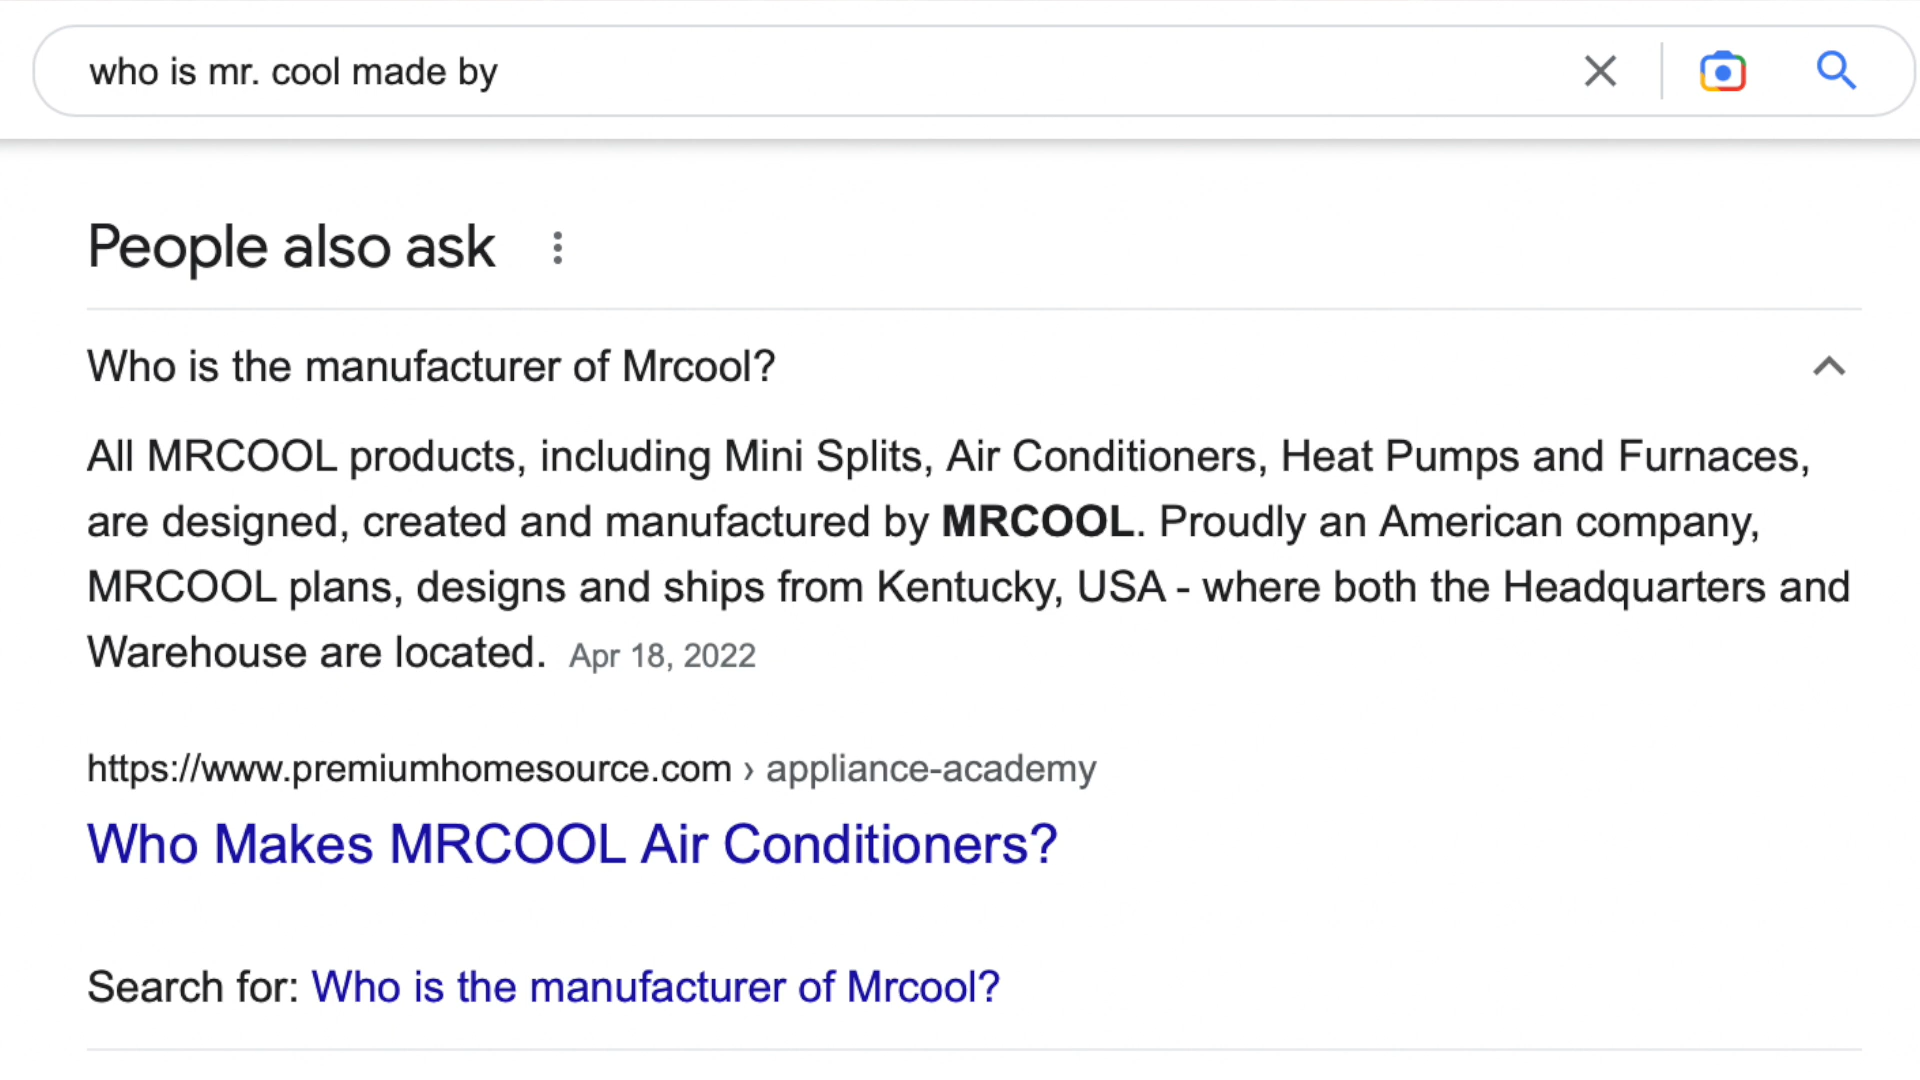 who is mr. cool made by
People also ask
Who is the manufacturer of Mrcool?
All MRCOOL products, including Mini Splits, Air Conditioners, Heat Pumps and Furnaces,
are designed, created and manufactured by MRCOOL. Proudly an American company,
MRCOOL plans, designs and ships from Kentucky, USA - where both the Headquarters and
Warehouse are located. Apr 18, 2022
https://www.premiumhomesource.com › appliance-academy
Who Makes MRCOOL Air Conditioners?
Search for: Who is the manufacturer of Mrcool?